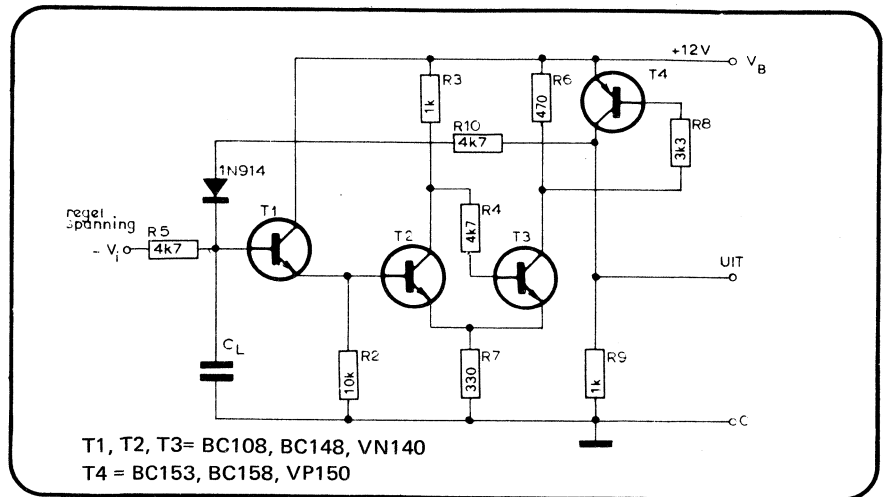 +12V
V_B
R3
1k
R6
470
T4
R8
3k3
R10
4k7
1N914
T1
regel
spanning
R5
- V_i
4k7
R4
4k7
T2
T3
UIT
C_L
R2
10k
R7
330
R9
1k
T1, T2, T3= BC108, BC148, VN140
T4 = BC153, BC158, VP150